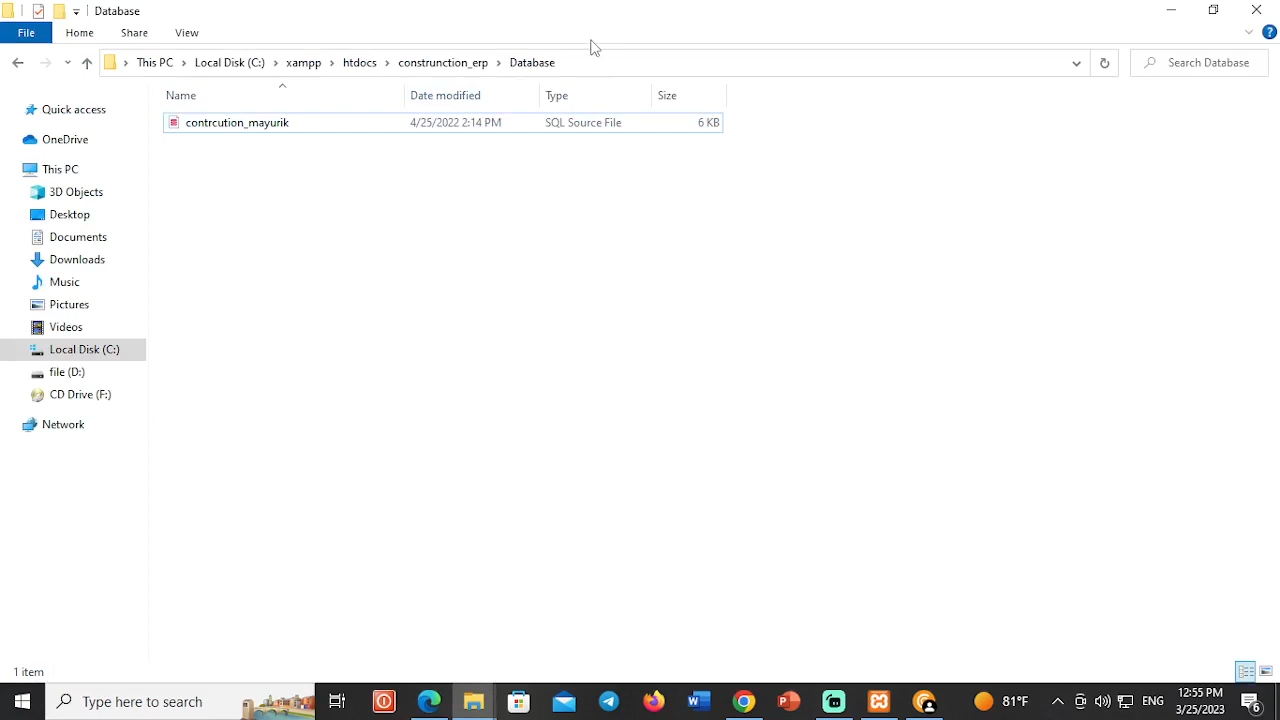 Database
File Home Share View
This PC Local Disk (C:) xampp htdocs construnction_erp Database
Search Database
Name Date modified Type Size
contrcution_mayurik 4/25/2022 2:14 PM SQL Source File 6 KB
Quick access
OneDrive
This PC
3D Objects
Desktop
Documents
Downloads
Music
Pictures
Videos
Local Disk (C:)
file (D:)
CD Drive (F:)
Network
1 item
Type here to search
81°F
ENG
12:55 PM
3/25/2023
6